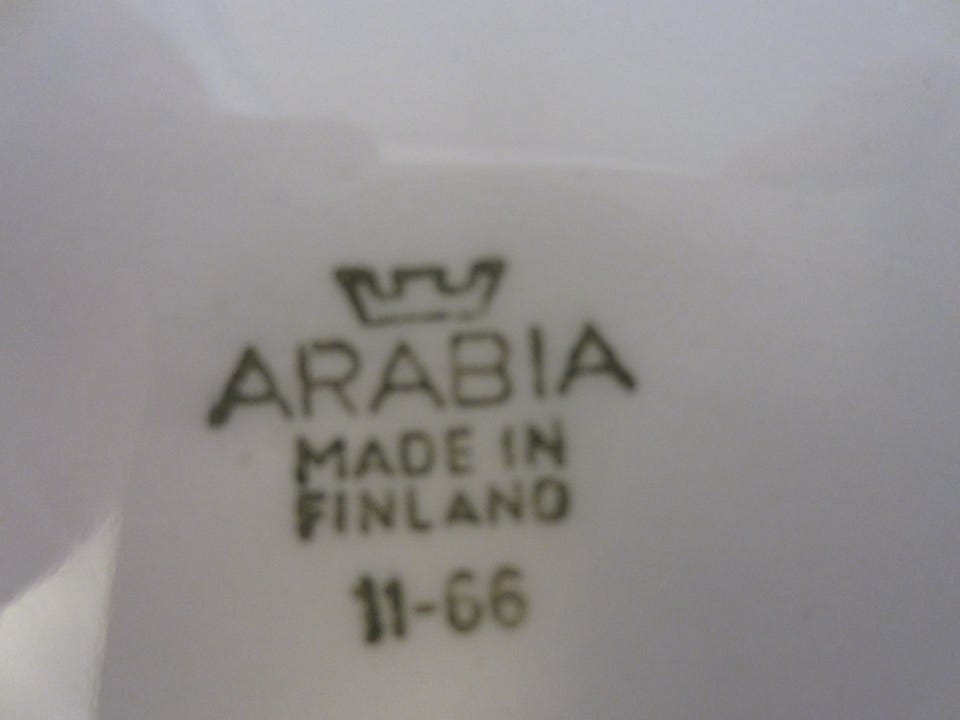 ARABIA
MADE IN
FINLAND
11-66